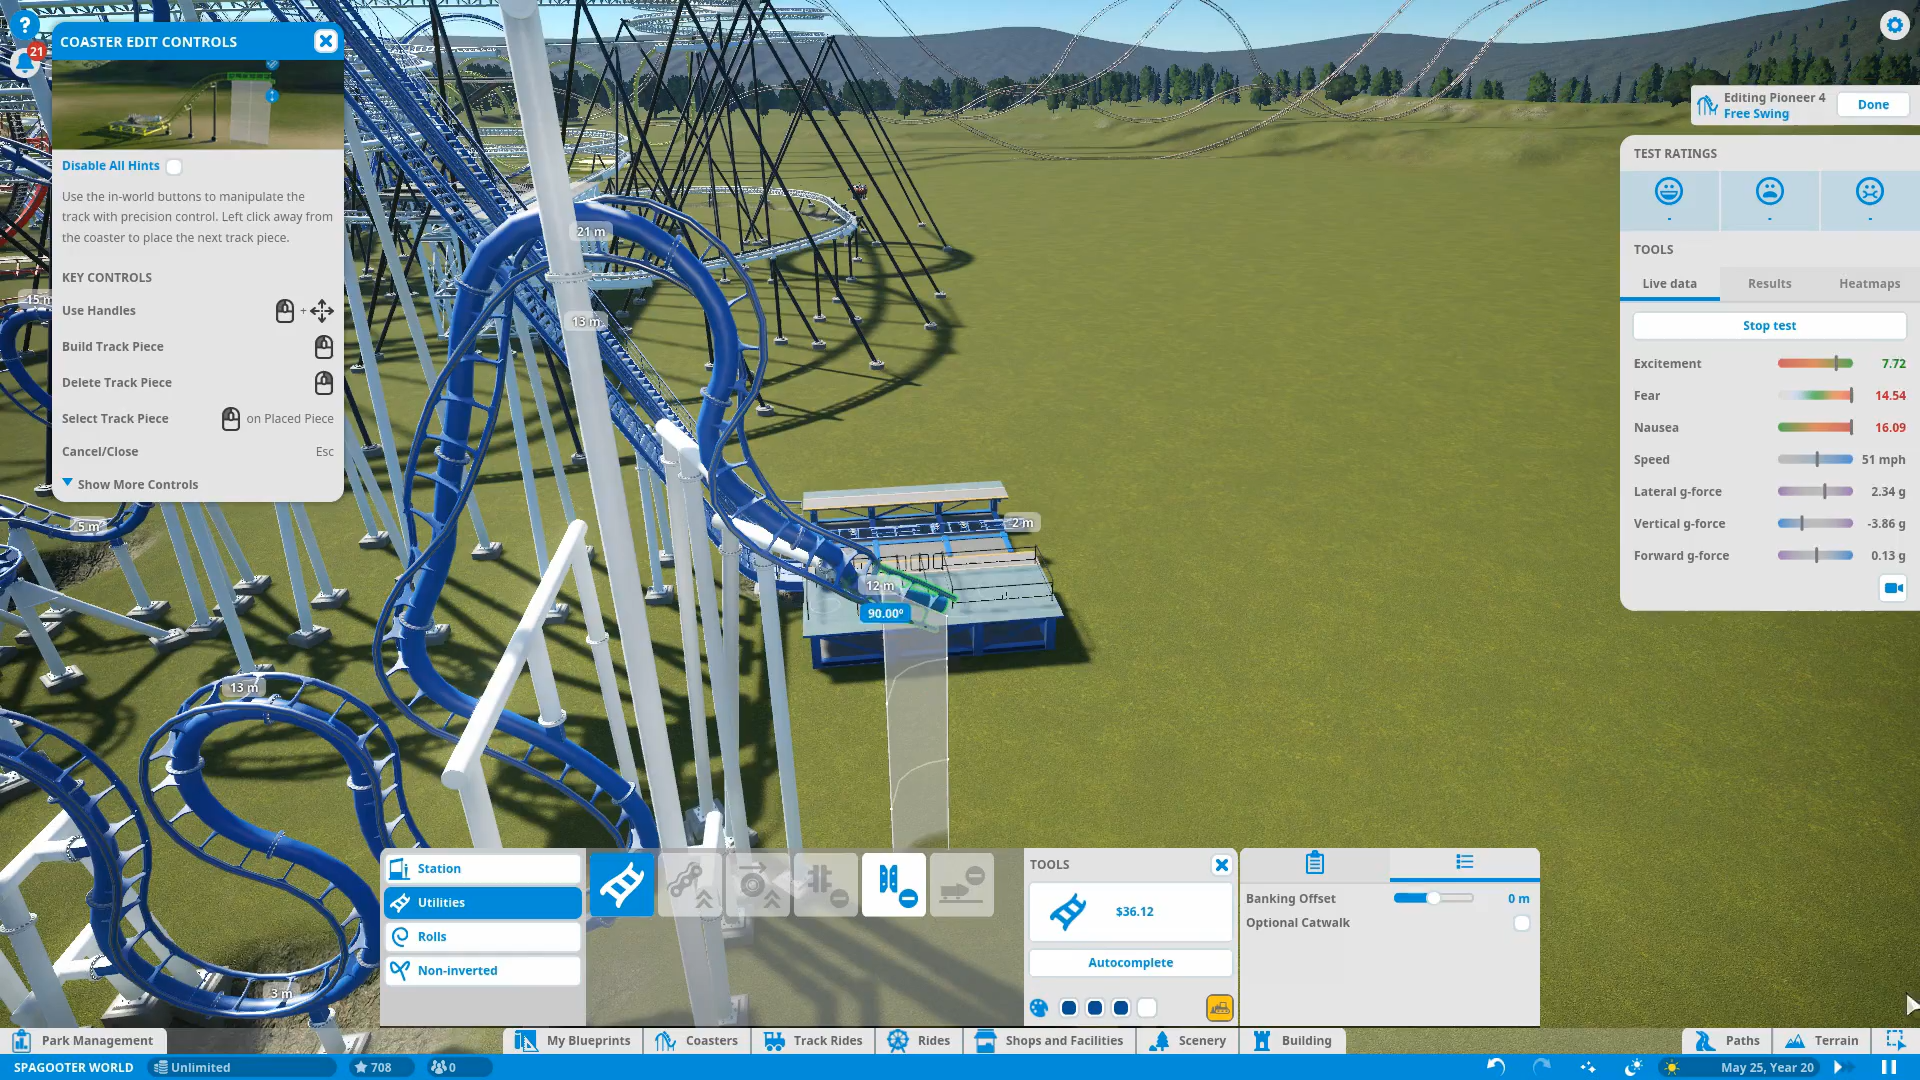 ?
21
COASTER EDIT CONTROLS
Disable All Hints
Use the in-world buttons to manipulate the
track with precision control. Left click away from
the coaster to place the next track piece.
KEY CONTROLS
Use Handles
+
Build Track Piece
Delete Track Piece
Select Track Piece
on Placed Piece
Cancel/Close
Esc
Show More Controls
15 m
21 m
13 m
5 m
2 m
12 m
90.00°
13 m
3 m
Editing Pioneer 4
Free Swing
Done
TEST RATINGS
-
-
-
TOOLS
Live data
Results
Heatmaps
Stop test
Excitement
7.72
Fear
14.54
Nausea
16.09
Speed
51 mph
Lateral g-force
2.34 g
Vertical g-force
-3.86 g
Forward g-force
0.13 g
Station
Utilities
Rolls
Non-inverted
TOOLS
$36.12
Autocomplete
Banking Offset
0 m
Optional Catwalk
Park Management
My Blueprints
Coasters
Track Rides
Rides
Shops and Facilities
Scenery
Building
Paths
Terrain
SPAGOOTER WORLD
Unlimited
708
0
May 25, Year 20